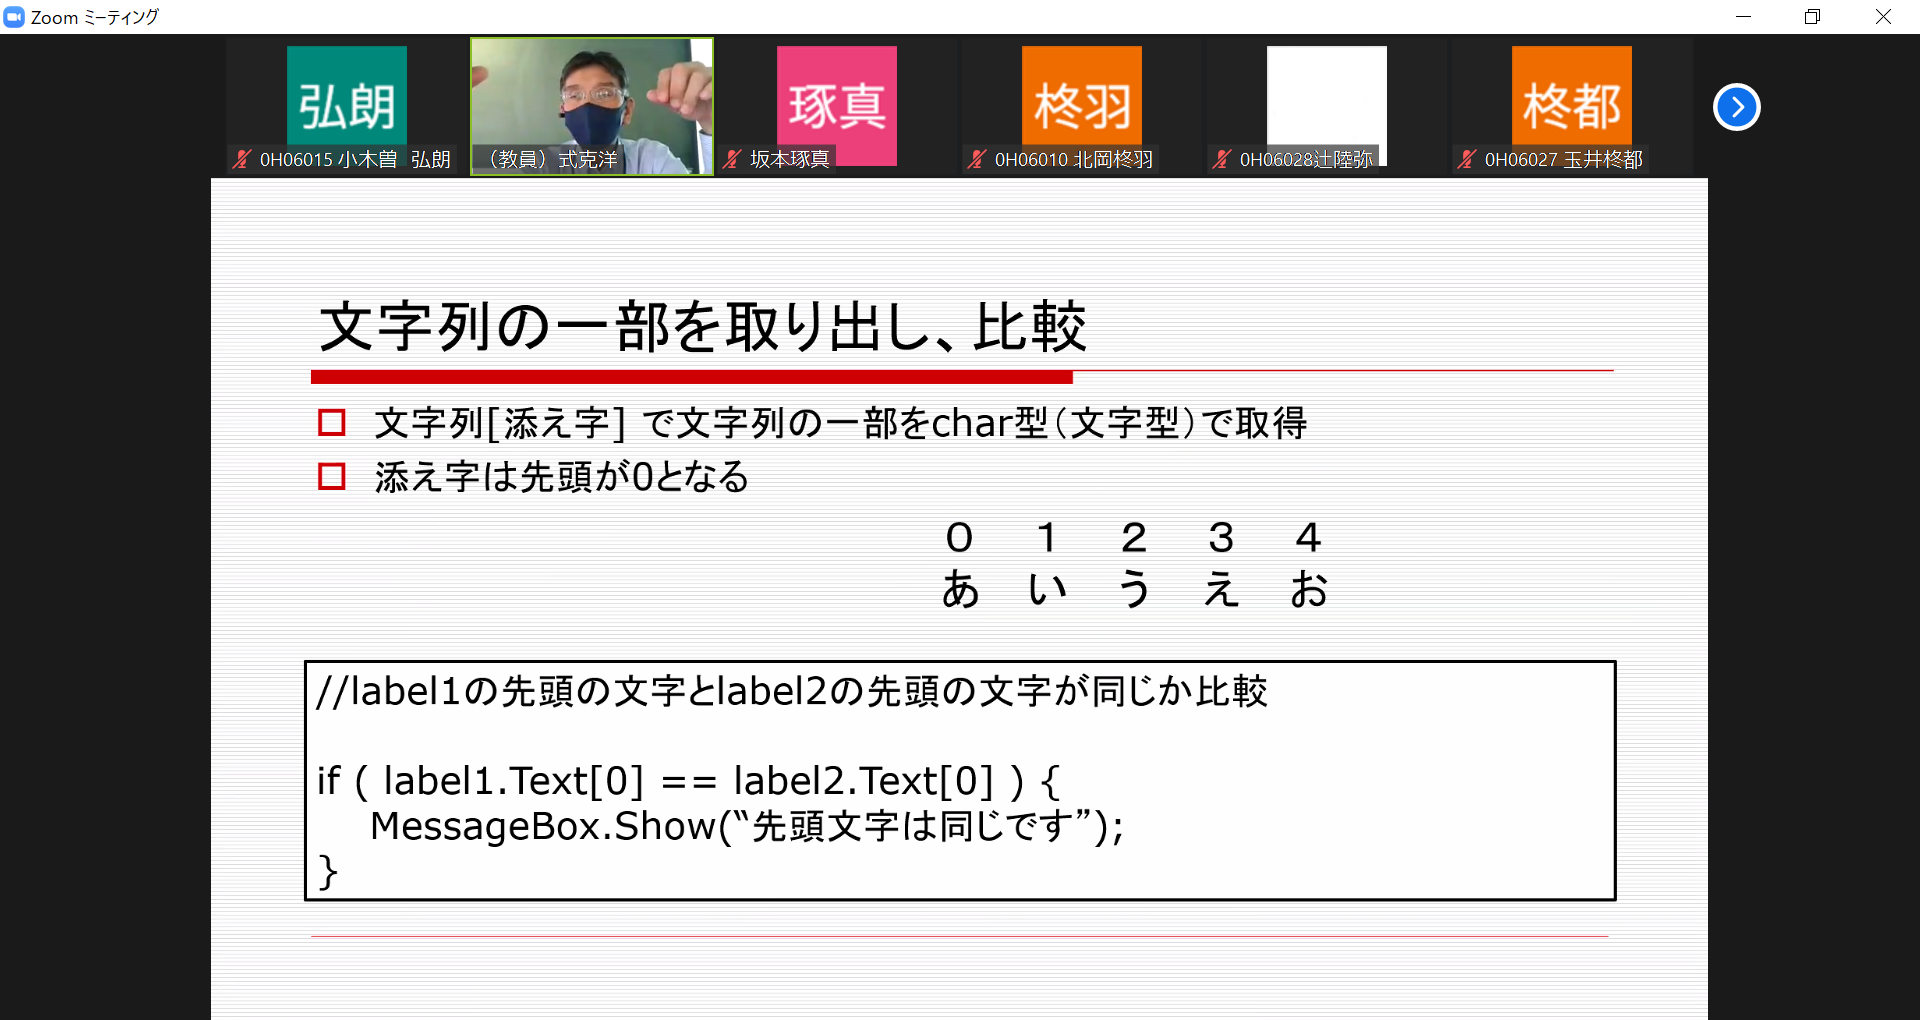 Zoom ミーティング
弘朗
琢真
柊羽
柊都
0H06015 小木曽 弘朗
（教員）式克洋
坂本琢真
0H06010 北岡柊羽
0H06028辻陸弥
0H06027 玉井柊都
文字列の一部を取り出し、比較
文字列[添え字] で文字列の一部をchar型（文字型）で取得
添え字は先頭が0となる
０ １ ２ ３ ４
あ い う え お
//label1の先頭の文字とlabel2の先頭の文字が同じか比較
if ( label1.Text[0] == label2.Text[0] ) {
MessageBox.Show(“先頭文字は同じです”);
}